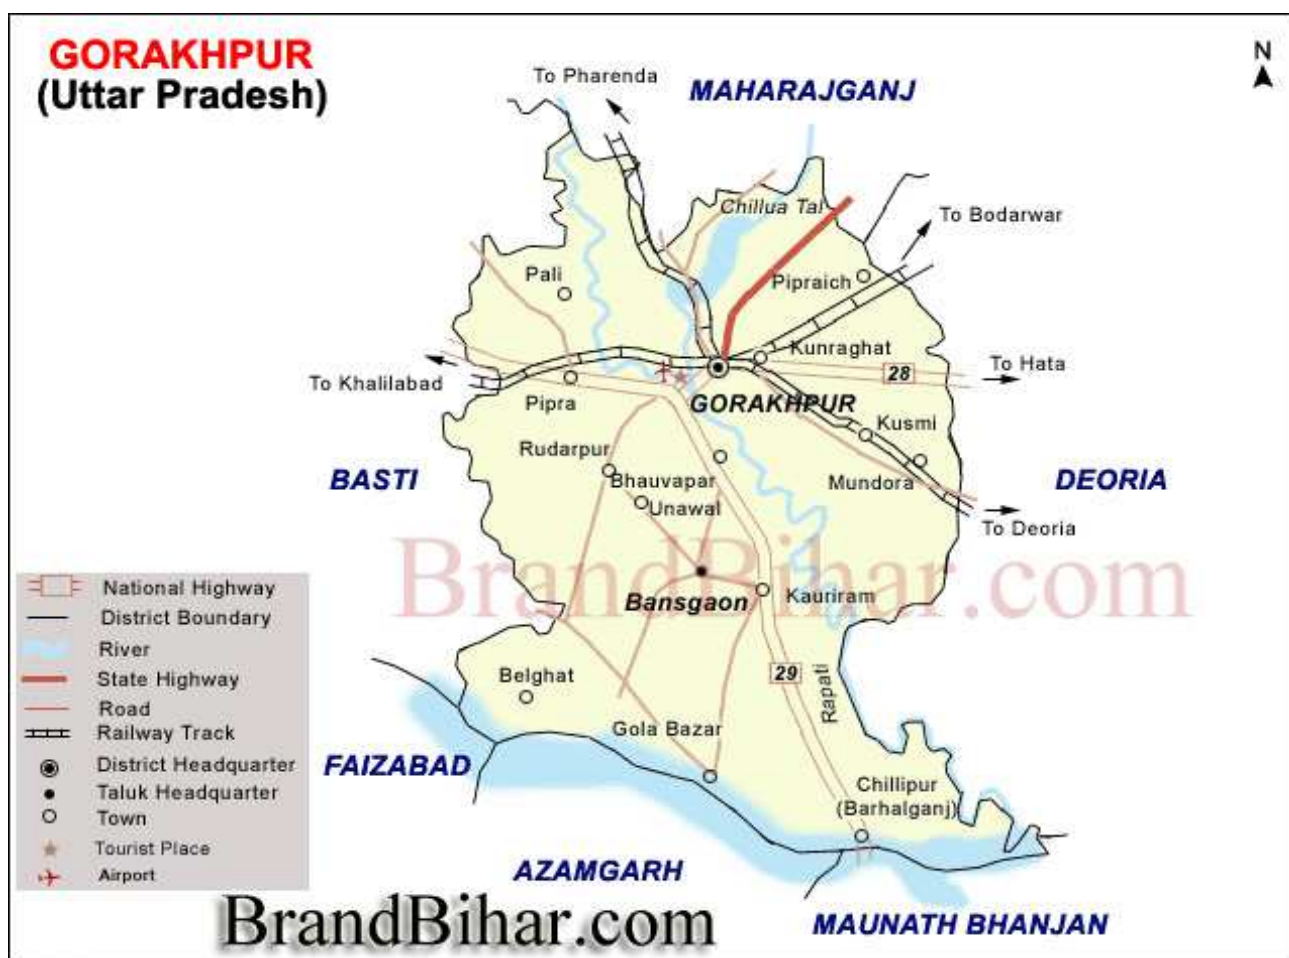 GORAKHPUR
(Uttar Pradesh)
N
To Pharenda
MAHARAJGANJ
Chillua Tal
To Bodarwar
Pali
Pipraich
Kunraghat
To Hata
28
To Khalilabad
Pipra
GORAKHPUR
Kusmi
Rudarpur
BASTI
Bhauvapar
Mundora
DEORIA
Unawal
To Deoria
BrandBihar.com
Bansgaon
Kauriram
29
Rapati
Belghat
Gola Bazar
FAIZABAD
Chillipur
(Barhalganj)
AZAMGARH
MAUNATH BHANJAN
National Highway
District Boundary
River
State Highway
Road
Railway Track
District Headquarter
Taluk Headquarter
Town
Tourist Place
Airport
BrandBihar.com